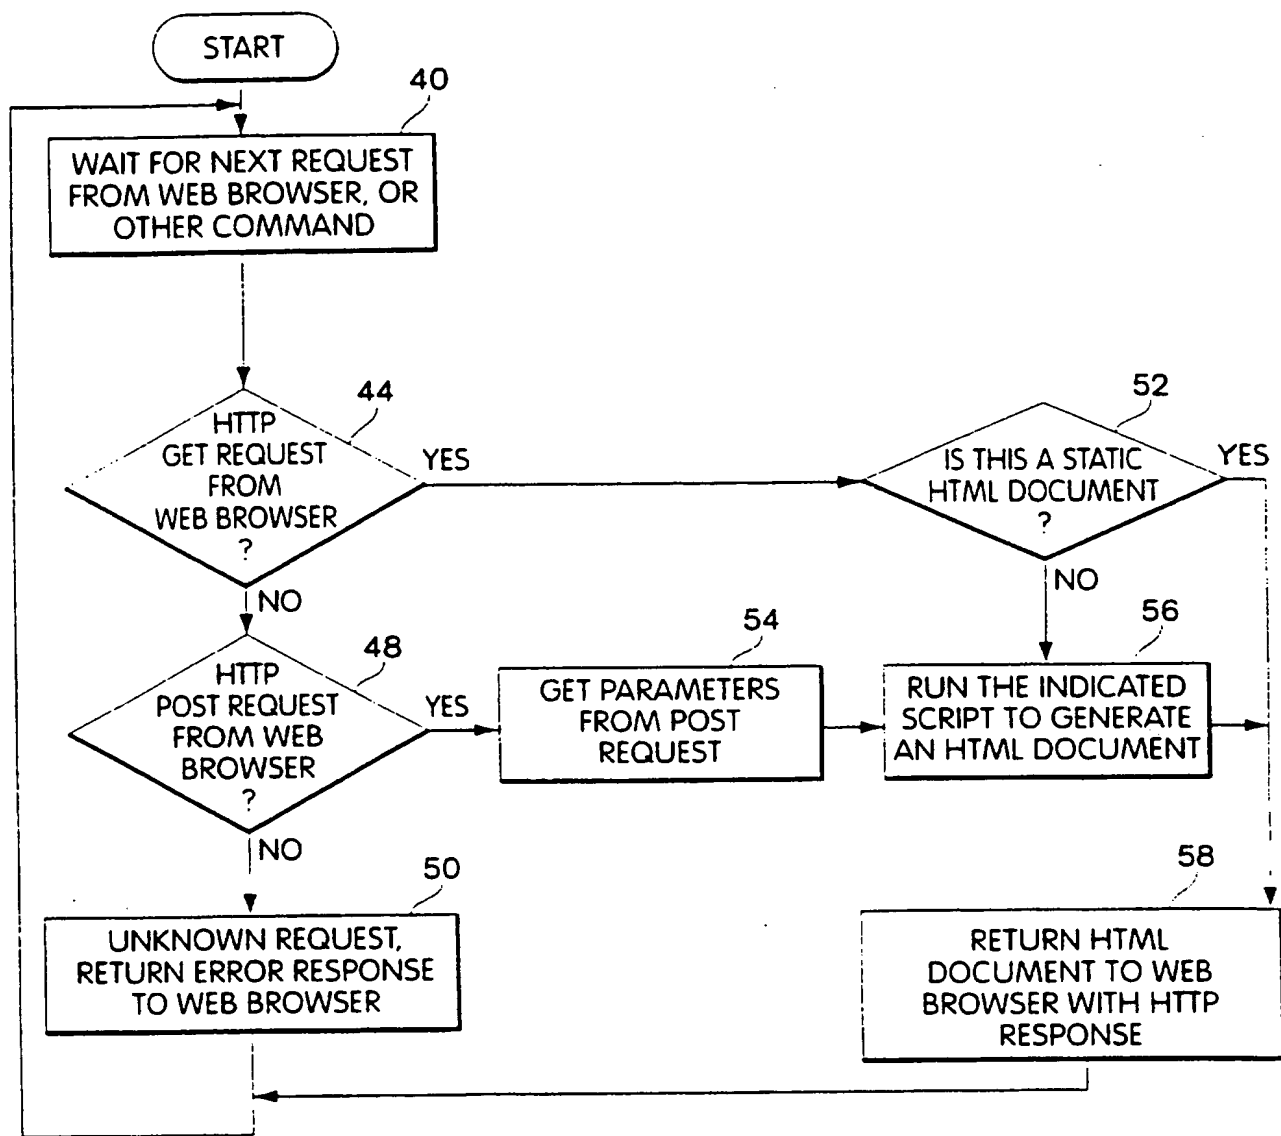 START
40
WAIT FOR NEXT REQUEST
FROM WEB BROWSER, OR
OTHER COMMAND
44
HTTP
GET REQUEST
FROM
WEB BROWSER
?
YES
NO
52
IS THIS A STATIC
HTML DOCUMENT
?
YES
NO
48
HTTP
POST REQUEST
FROM WEB
BROWSER
?
YES
NO
54
GET PARAMETERS
FROM POST
REQUEST
56
RUN THE INDICATED
SCRIPT TO GENERATE
AN HTML DOCUMENT
50
UNKNOWN REQUEST,
RETURN ERROR RESPONSE
TO WEB BROWSER
58
RETURN HTML
DOCUMENT TO WEB
BROWSER WITH HTTP
RESPONSE